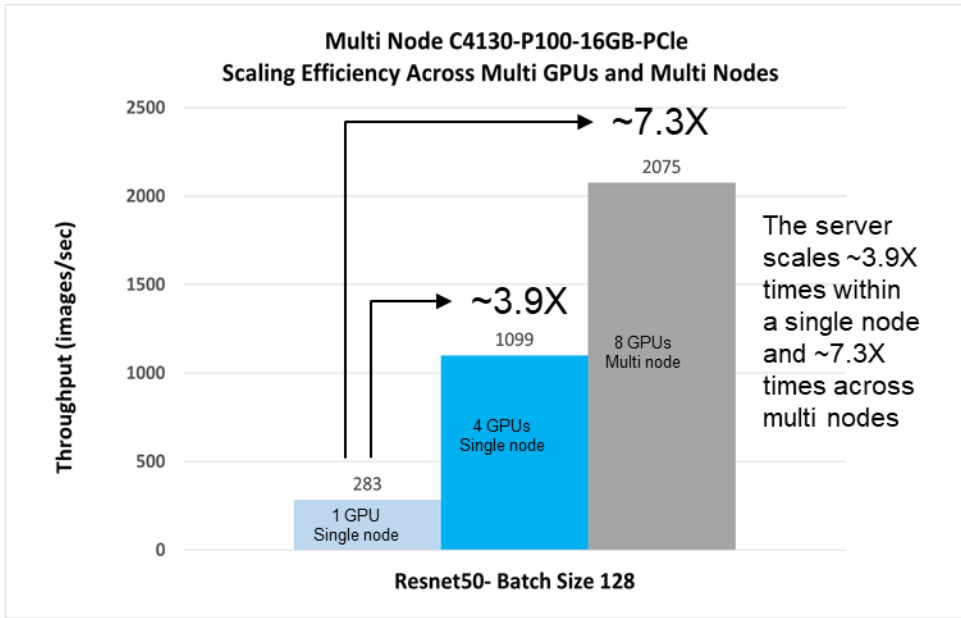 Multi Node C4130-P100-16GB-PCle
Scaling Efficiency Across Multi GPUs and Multi Nodes
Throughput (images/sec)
2500
2000
1500
1000
500
0
~7.3X
2075
~3.9X
1099
283
8 GPUs
Multi node
4 GPUs
Single node
1 GPU
Single node
The server
scales ~3.9X
times within
a single node
and ~7.3X
times across
multi nodes
Resnet50- Batch Size 128